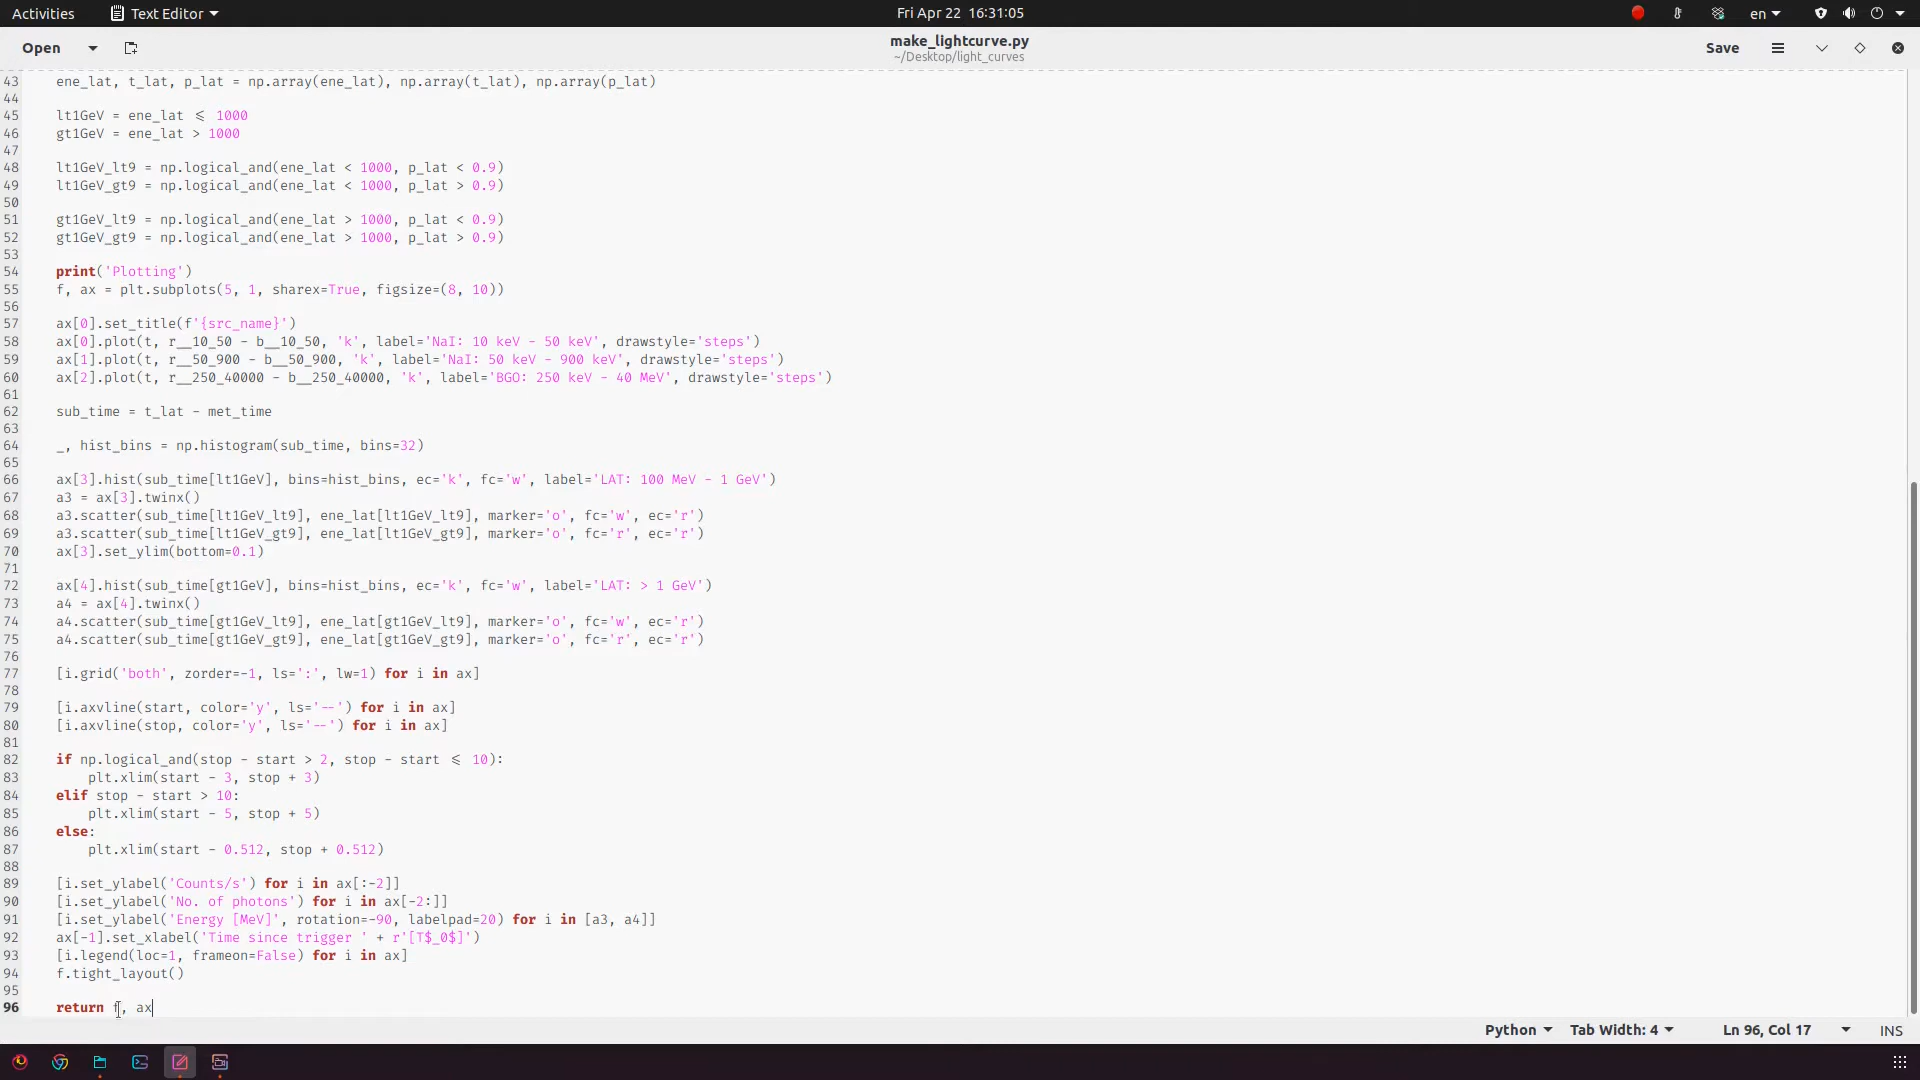 Activities Text Editor Fri Apr 22 16:31:05 en
Open make_lightcurve.py Save
~/Desktop/light_curves
43 ene_lat, t_lat, p_lat = np.array(ene_lat), np.array(t_lat), np.array(p_lat)
44
45 lt1GeV = ene_lat ⩽ 1000
46 gt1GeV = ene_lat > 1000
47
48 lt1GeV_lt9 = np.logical_and(ene_lat < 1000, p_lat < 0.9)
49 lt1GeV_gt9 = np.logical_and(ene_lat < 1000, p_lat > 0.9)
50
51 gt1GeV_lt9 = np.logical_and(ene_lat > 1000, p_lat < 0.9)
52 gt1GeV_gt9 = np.logical_and(ene_lat > 1000, p_lat > 0.9)
53
54 print('Plotting')
55 f, ax = plt.subplots(5, 1, sharex=True, figsize=(8, 10))
56
57 ax[0].set_title(f'{src_name}')
58 ax[0].plot(t, r__10_50 - b__10_50, 'k', label='NaI: 10 keV - 50 keV', drawstyle='steps')
59 ax[1].plot(t, r__50_900 - b__50_900, 'k', label='NaI: 50 keV - 900 keV', drawstyle='steps')
60 ax[2].plot(t, r__250_40000 - b__250_40000, 'k', label='BGO: 250 keV - 40 MeV', drawstyle='steps')
61
62 sub_time = t_lat - met_time
63
64 _, hist_bins = np.histogram(sub_time, bins=32)
65
66 ax[3].hist(sub_time[lt1GeV], bins=hist_bins, ec='k', fc='w', label='LAT: 100 MeV - 1 GeV')
67 a3 = ax[3].twinx()
68 a3.scatter(sub_time[lt1GeV_lt9], ene_lat[lt1GeV_lt9], marker='o', fc='w', ec='r')
69 a3.scatter(sub_time[lt1GeV_gt9], ene_lat[lt1GeV_gt9], marker='o', fc='r', ec='r')
70 ax[3].set_ylim(bottom=0.1)
71
72 ax[4].hist(sub_time[gt1GeV], bins=hist_bins, ec='k', fc='w', label='LAT: > 1 GeV')
73 a4 = ax[4].twinx()
74 a4.scatter(sub_time[gt1GeV_lt9], ene_lat[gt1GeV_lt9], marker='o', fc='w', ec='r')
75 a4.scatter(sub_time[gt1GeV_gt9], ene_lat[gt1GeV_gt9], marker='o', fc='r', ec='r')
76
77 [i.grid('both', zorder=-1, ls=':', lw=1) for i in ax]
78
79 [i.axvline(start, color='y', ls='--') for i in ax]
80 [i.axvline(stop, color='y', ls='--') for i in ax]
81
82 if np.logical_and(stop - start > 2, stop - start ⩽ 10):
83 plt.xlim(start - 3, stop + 3)
84 elif stop - start > 10:
85 plt.xlim(start - 5, stop + 5)
86 else:
87 plt.xlim(start - 0.512, stop + 0.512)
88
89 [i.set_ylabel('Counts/s') for i in ax[:-2]]
90 [i.set_ylabel('No. of photons') for i in ax[-2:]]
91 [i.set_ylabel('Energy [MeV]', rotation=-90, labelpad=20) for i in [a3, a4]]
92 ax[-1].set_xlabel('Time since trigger ' + r'[T$_0$]')
93 [i.legend(loc=1, frameon=False) for i in ax]
94 f.tight_layout()
95
96 return f, ax
Python Tab Width: 4 Ln 96, Col 17 INS